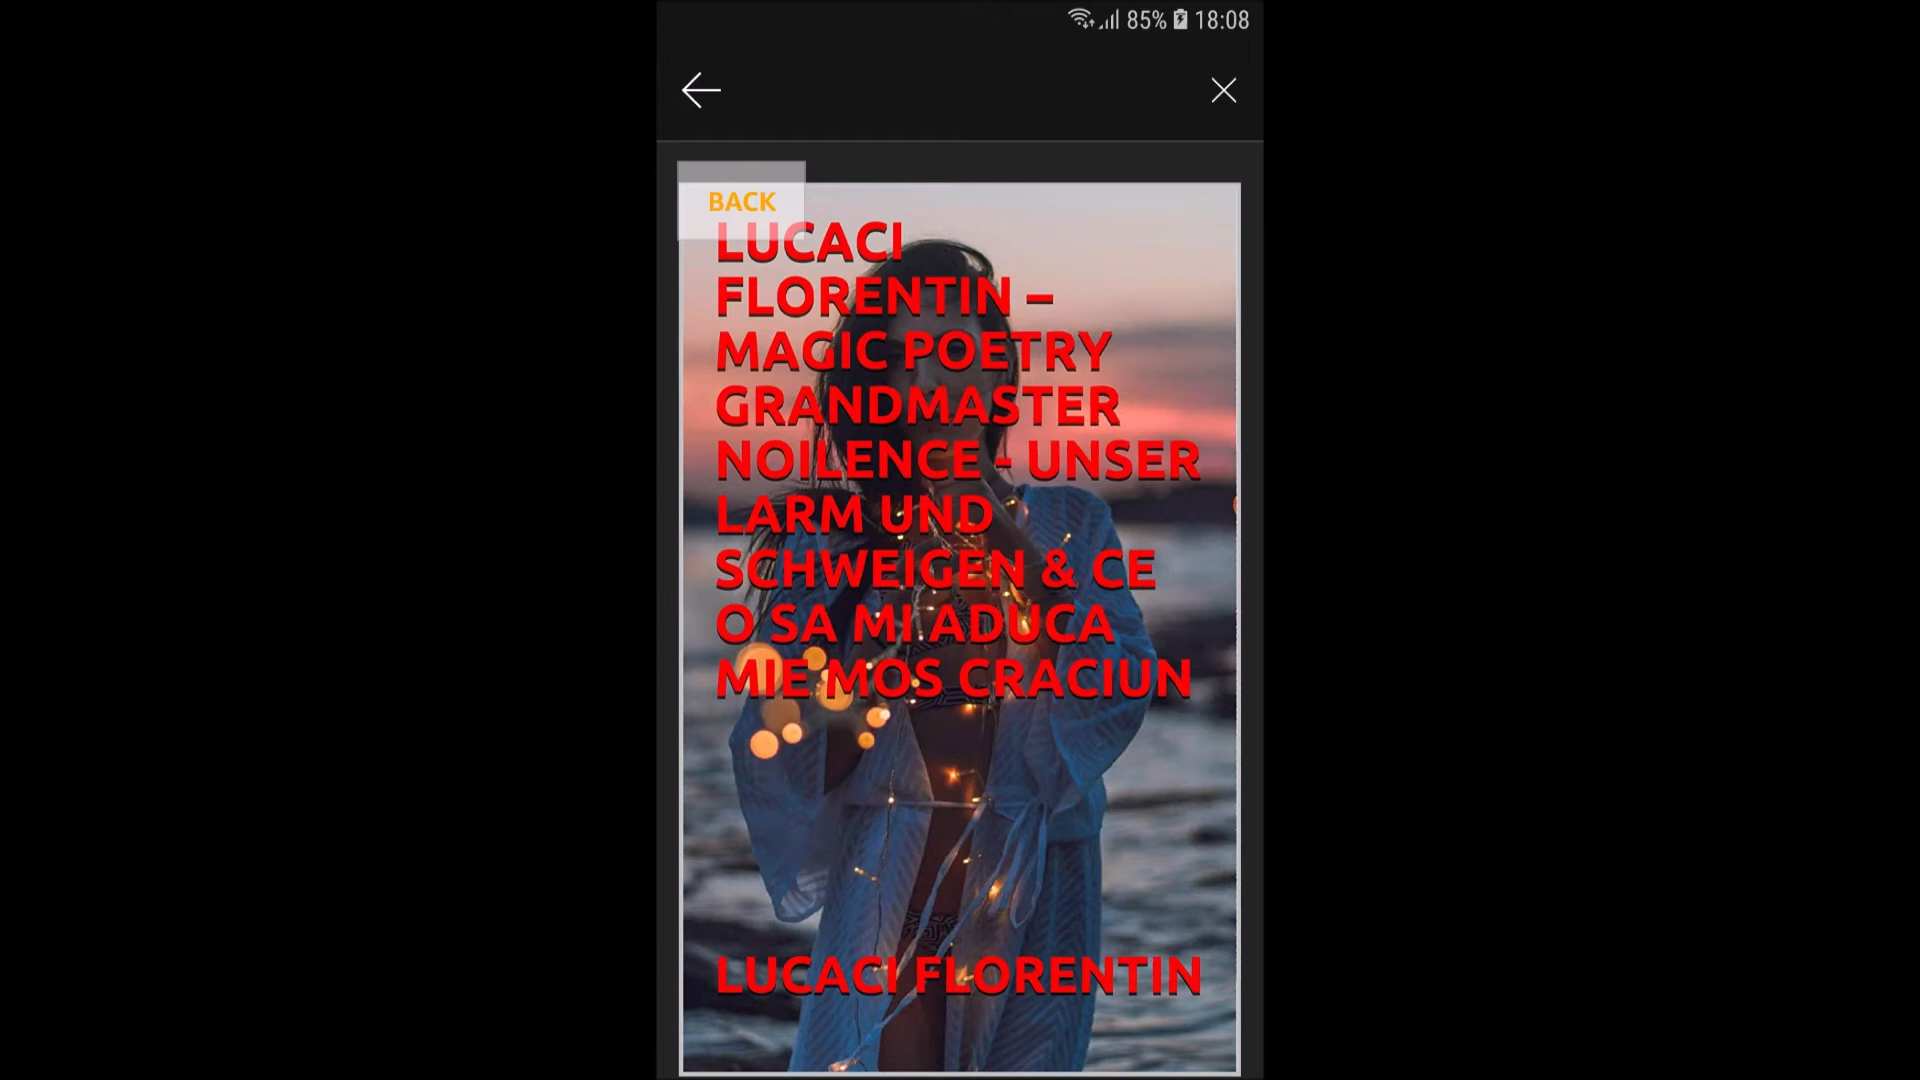 85% 18:08
BACK
LUCACI
FLORENTIN –
MAGIC POETRY
GRANDMASTER
NOILENCE - UNSER
LARM UND
SCHWEIGEN & CE
O SA MI ADUCA
MIE MOS CRACIUN
LUCACI FLORENTIN